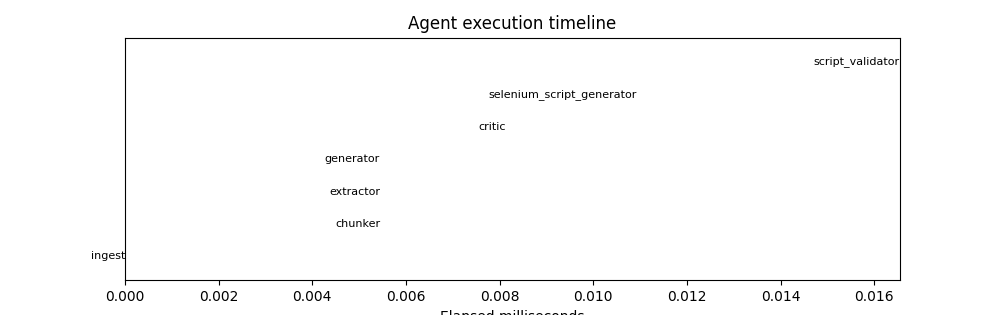 Agent execution timeline
script_validator
selenium_script_generator
critic
generator
extractor
chunker
ingest
0.000 0.002 0.004 0.006 0.008 0.010 0.012 0.014 0.016
Elapsed milliseconds